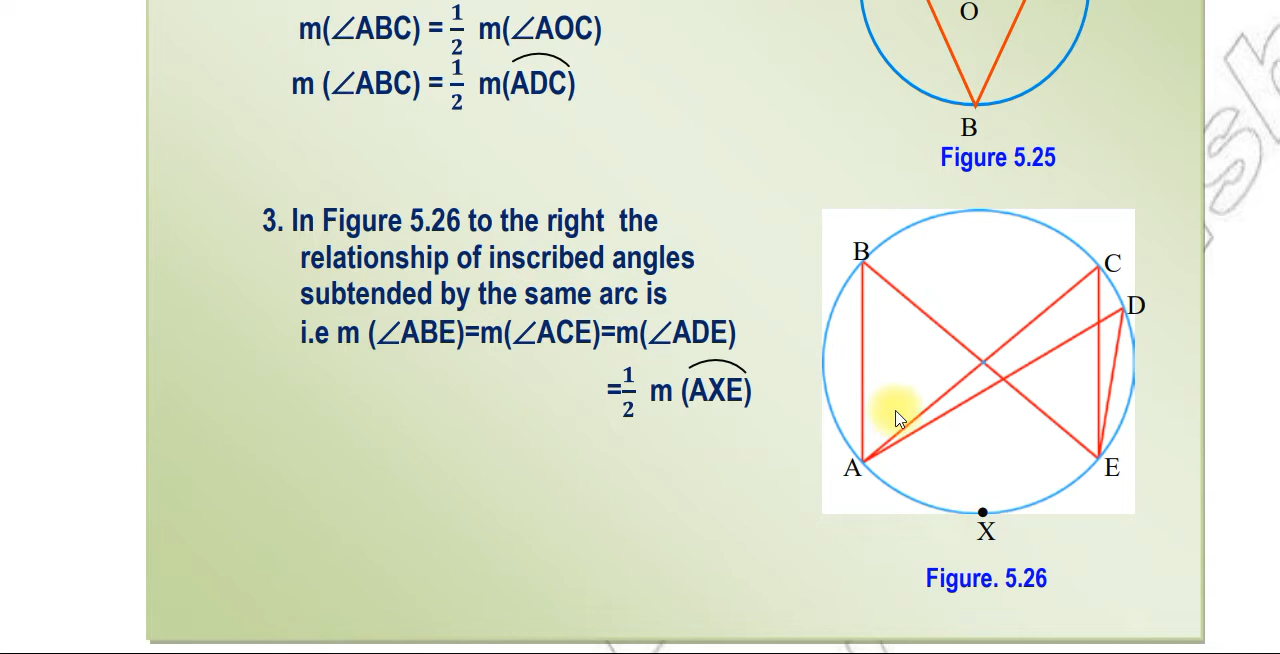 m(∠ABC) = 1/2 m(∠AOC)
m (∠ABC) = 1/2 m(ADC)
O
B
Figure 5.25
3. In Figure 5.26 to the right the
relationship of inscribed angles
subtended by the same arc is
i.e m (∠ABE)=m(∠ACE)=m(∠ADE)
=1/2 m (AXE)
B
C
D
A
E
X
Figure. 5.26